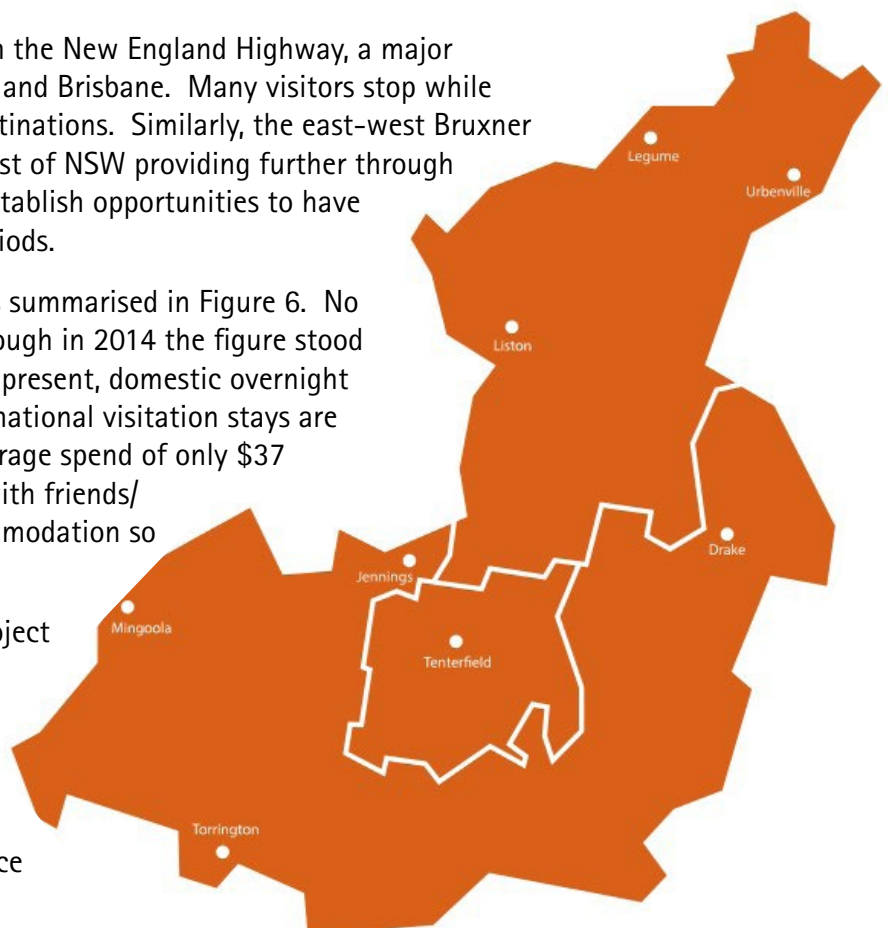 n the New England Highway, a major
and Brisbane. Many visitors stop while
tinations. Similarly, the east-west Bruxner
st of NSW providing further through
tablish opportunities to have
iods.
s summarised in Figure 6. No
ough in 2014 the figure stood
present, domestic overnight
national visitation stays are
rage spend of only $37
ith friends/
modation so
ject
ce
Legume
Urbenville
Liston
Drake
Jennings
Mingoola
Tenterfield
Torrington